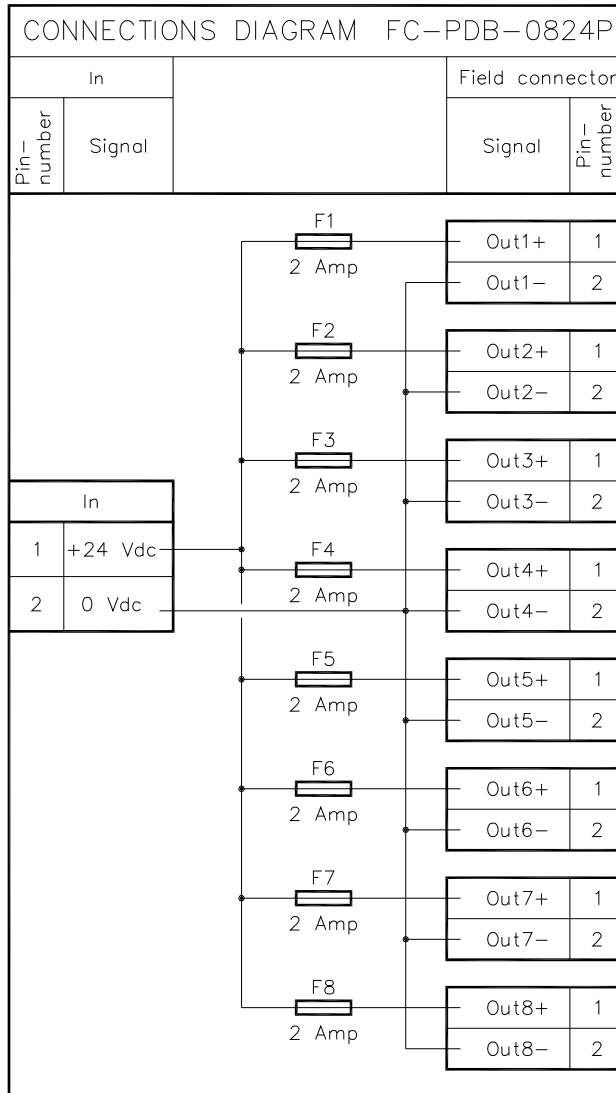 CONNECTIONS DIAGRAM FC-PDB-0824P
In
Field connector
Pin-number
Signal
Signal
Pin-number
F1
2 Amp
Out1+ 1
Out1- 2
F2
2 Amp
Out2+ 1
Out2- 2
F3
2 Amp
Out3+ 1
Out3- 2
In
1 +24 Vdc
2 0 Vdc
F4
2 Amp
Out4+ 1
Out4- 2
F5
2 Amp
Out5+ 1
Out5- 2
F6
2 Amp
Out6+ 1
Out6- 2
F7
2 Amp
Out7+ 1
Out7- 2
F8
2 Amp
Out8+ 1
Out8- 2